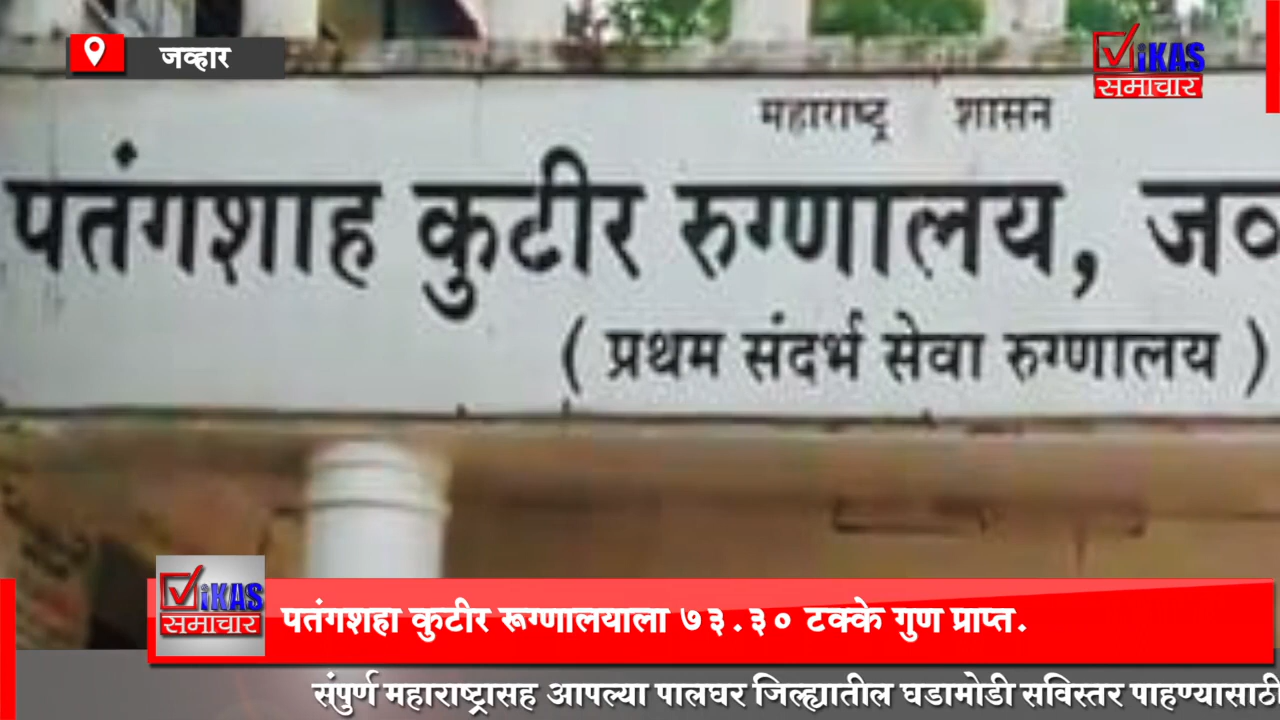 जव्हार
ViKAS
समाचार
महाराष्ट्र शासन
पतंगशाह कुटीर रुग्णालय, जव
( प्रथम संदर्भ सेवा रुग्णालय )
ViKAS
समाचार
पतंगशहा कुटीर रूग्णालयाला ७३.३० टक्के गुण प्राप्त.
संपुर्ण महाराष्ट्रासह आपल्या पालघर जिल्ह्यातील घडामोडी सविस्तर पाहण्यासाठी